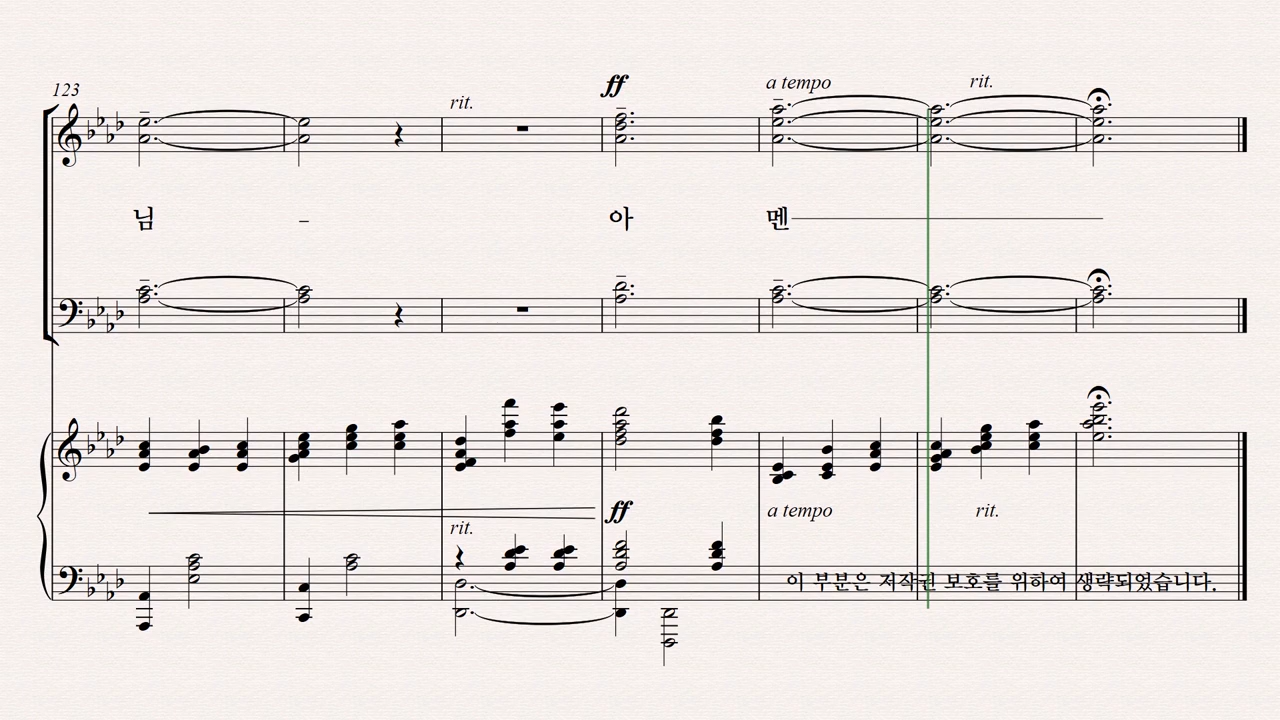 123
rit.
ff
a tempo
rit.
님 - 아 멘
ff
a tempo
rit.
rit.
이 부분은 저작권 보호를 위하여 생략되었습니다.